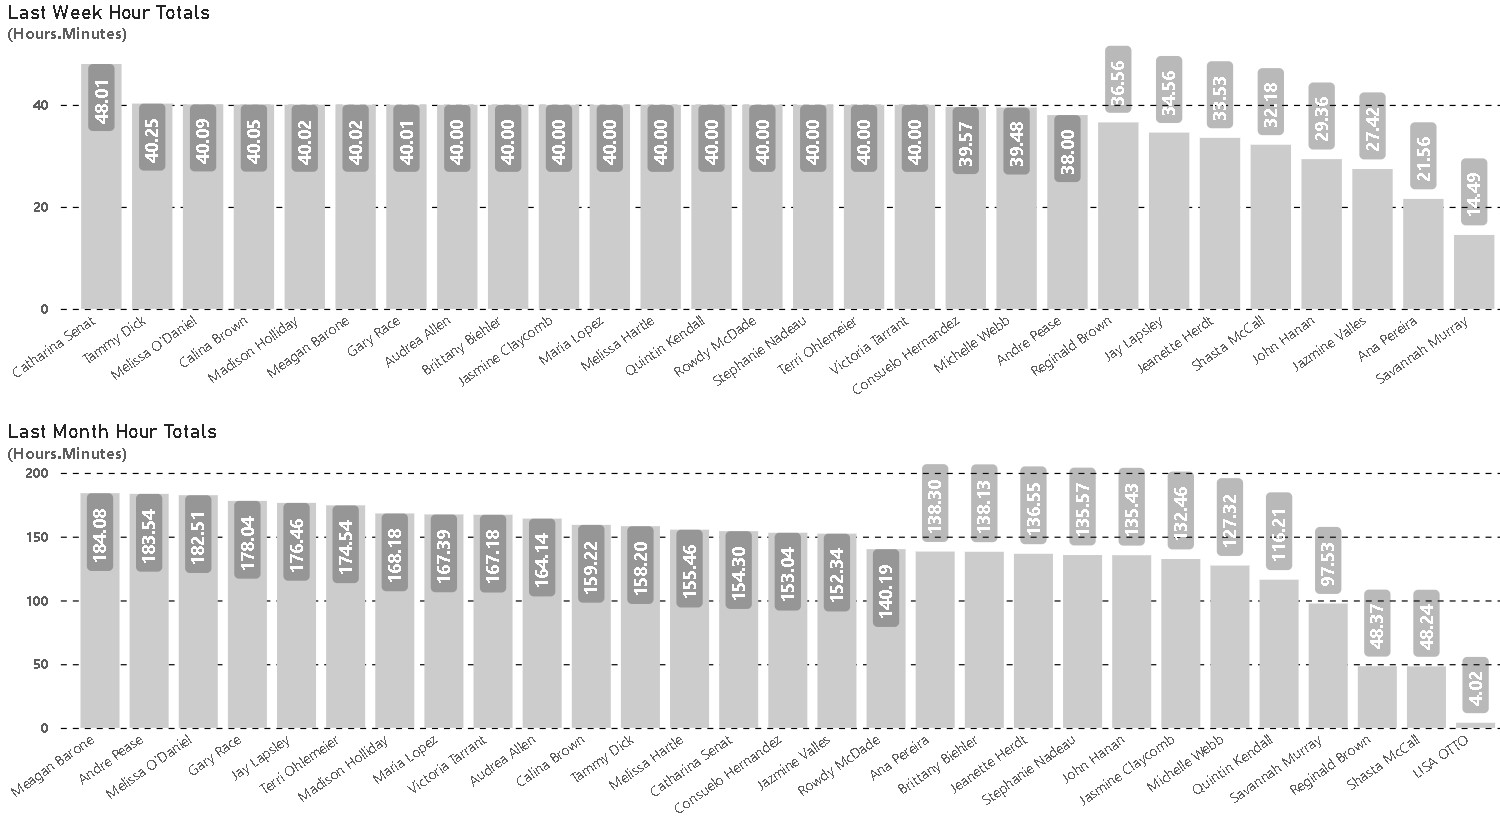 Last Week Hour Totals
(Hours.Minutes)
40
20
0
48.01
40.25
40.09
40.05
40.02
40.02
40.01
40.00
40.00
40.00
40.00
40.00
40.00
40.00
40.00
40.00
40.00
39.57
39.48
38.00
36.56
34.56
33.53
32.18
29.36
27.42
21.56
14.49
Catharina Senat
Tammy Dick
Melissa O'Daniel
Calina Brown
Madison Holliday
Meagan Barone
Gary Race
Audrea Allen
Brittany Biehler
Jasmine Claycomb
Maria Lopez
Melissa Hartle
Quintin Kendall
Rowdy McDade
Stephanie Nadeau
Terri Ohlemeier
Victoria Tarrant
Consuelo Hernandez
Michelle Webb
Andre Pease
Reginald Brown
Jay Lapsley
Jeanette Herdt
Shasta McCall
John Hanan
Jazmine Valles
Ana Pereira
Savannah Murray
Last Month Hour Totals
(Hours.Minutes)
200
150
100
50
0
184.08
183.54
182.51
178.04
176.46
174.54
168.18
167.39
167.18
164.14
159.22
158.20
155.46
154.30
153.04
152.34
140.19
138.30
138.13
136.55
135.57
135.43
132.46
127.32
116.21
97.53
48.37
48.24
4.02
Meagan Barone
Andre Pease
Melissa O'Daniel
Gary Race
Jay Lapsley
Terri Ohlemeier
Madison Holliday
Maria Lopez
Victoria Tarrant
Audrea Allen
Calina Brown
Tammy Dick
Melissa Hartle
Catharina Senat
Consuelo Hernandez
Jazmine Valles
Rowdy McDade
Ana Pereira
Brittany Biehler
Jeanette Herdt
Stephanie Nadeau
John Hanan
Jasmine Claycomb
Michelle Webb
Quintin Kendall
Savannah Murray
Reginald Brown
Shasta McCall
LISA OTTO